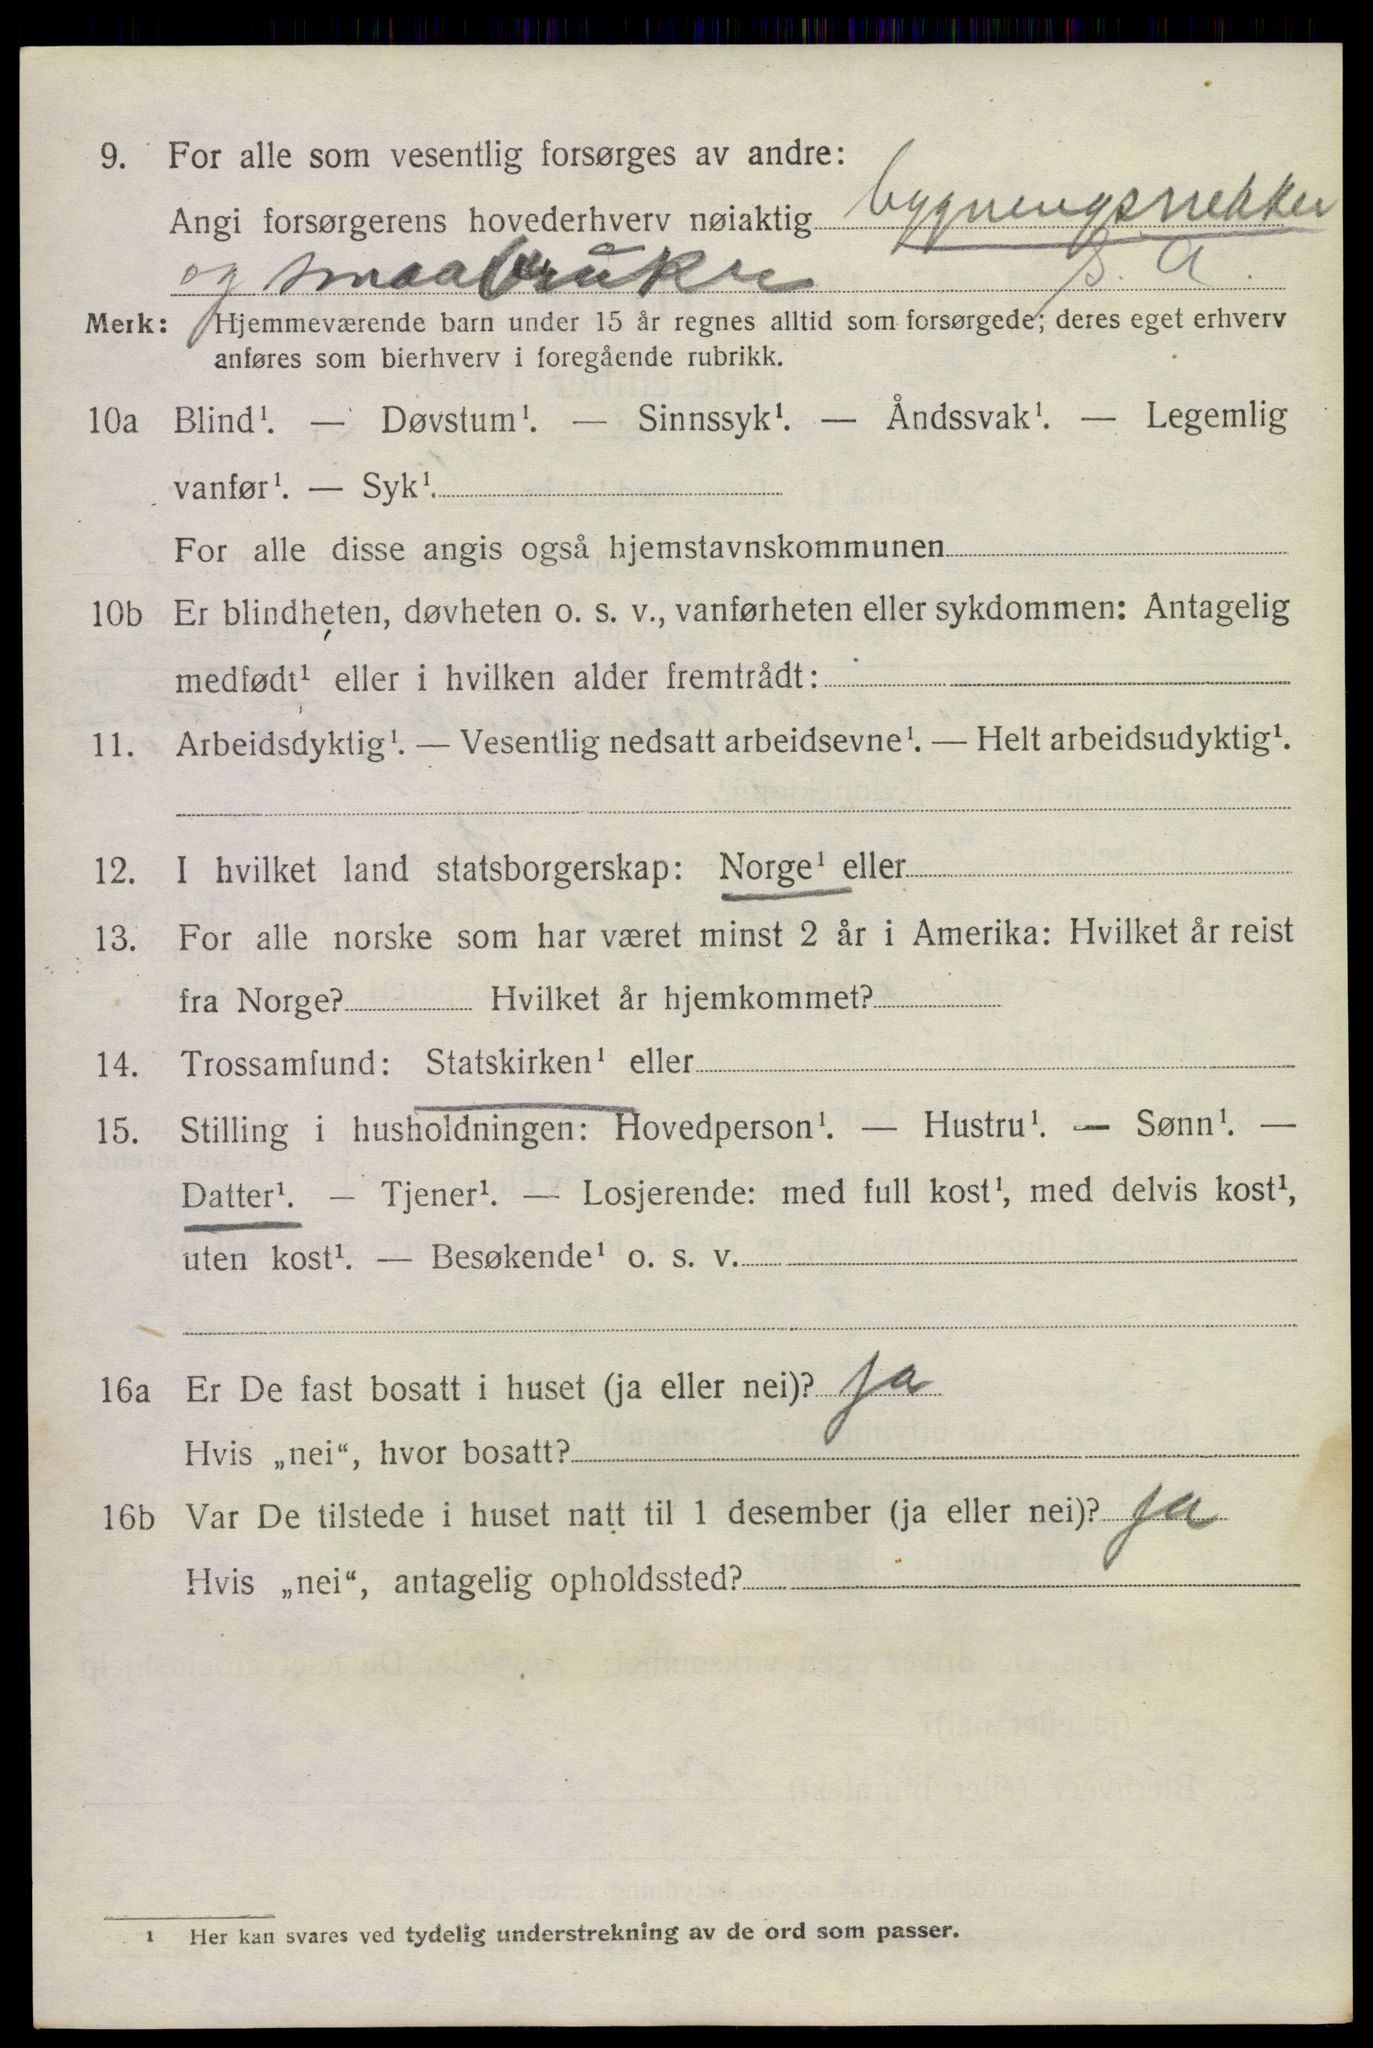 9. For alle som vesentlig forsørges av andre:
Angi forsørgerens hovederhverv nøiaktig bygningsnekker
og smaabruker S. A.
Merk: Hjemmeværende barn under 15 år regnes alltid som forsørgede; deres eget erhverv
anføres som bierhverv i foregående rubrikk.
10a Blind¹. — Døvstum¹. — Sinnssyk¹. — Åndssvak¹. — Legemlig
vanfør¹. — Syk¹.
For alle disse angis også hjemstavnskommunen
10b Er blindheten, døvheten o. s. v., vanførheten eller sykdommen: Antagelig
medfødt¹ eller i hvilken alder fremtrådt:
11. Arbeidsdyktig¹. — Vesentlig nedsatt arbeidsevne¹. — Helt arbeidsudyktig¹.
12. I hvilket land statsborgerskap: Norge¹ eller
13. For alle norske som har været minst 2 år i Amerika: Hvilket år reist
fra Norge? Hvilket år hjemkommet?
14. Trossamfund: Statskirken¹ eller
15. Stilling i husholdningen: Hovedperson¹. — Hustru¹. — Sønn¹. —
Datter¹. — Tjener¹. — Losjerende: med full kost¹, med delvis kost¹,
uten kost¹. — Besøkende¹ o. s. v.
16a Er De fast bosatt i huset (ja eller nei)? ja
Hvis „nei“, hvor bosatt?
16b Var De tilstede i huset natt til 1 desember (ja eller nei)? ja
Hvis „nei“, antagelig opholdssted?
¹ Her kan svares ved tydelig understrekning av de ord som passer.